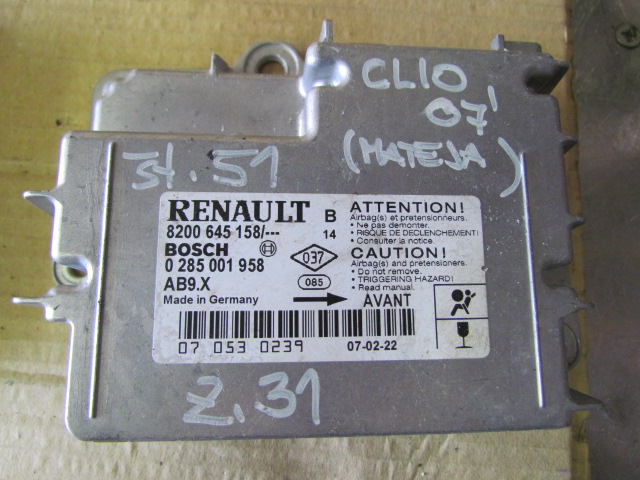 CLIO
07'
(MATEJA)
St. 51
RENAULT B
8200 645 158/--- 14
BOSCH
0 285 001 958
AB9.X
Made in Germany
037
085
ATTENTION!
Airbag(s) et pretensionneurs.
• Ne pas demonter.
• RISQUE DE DECLENCHEMENT!
• Consulter la notice.
CAUTION!
Airbag(s) and pretensioners.
• Do not remove.
• TRIGGERING HAZARD!
• Read manual.
AVANT
07 053 0239 07-02-22
Z.31